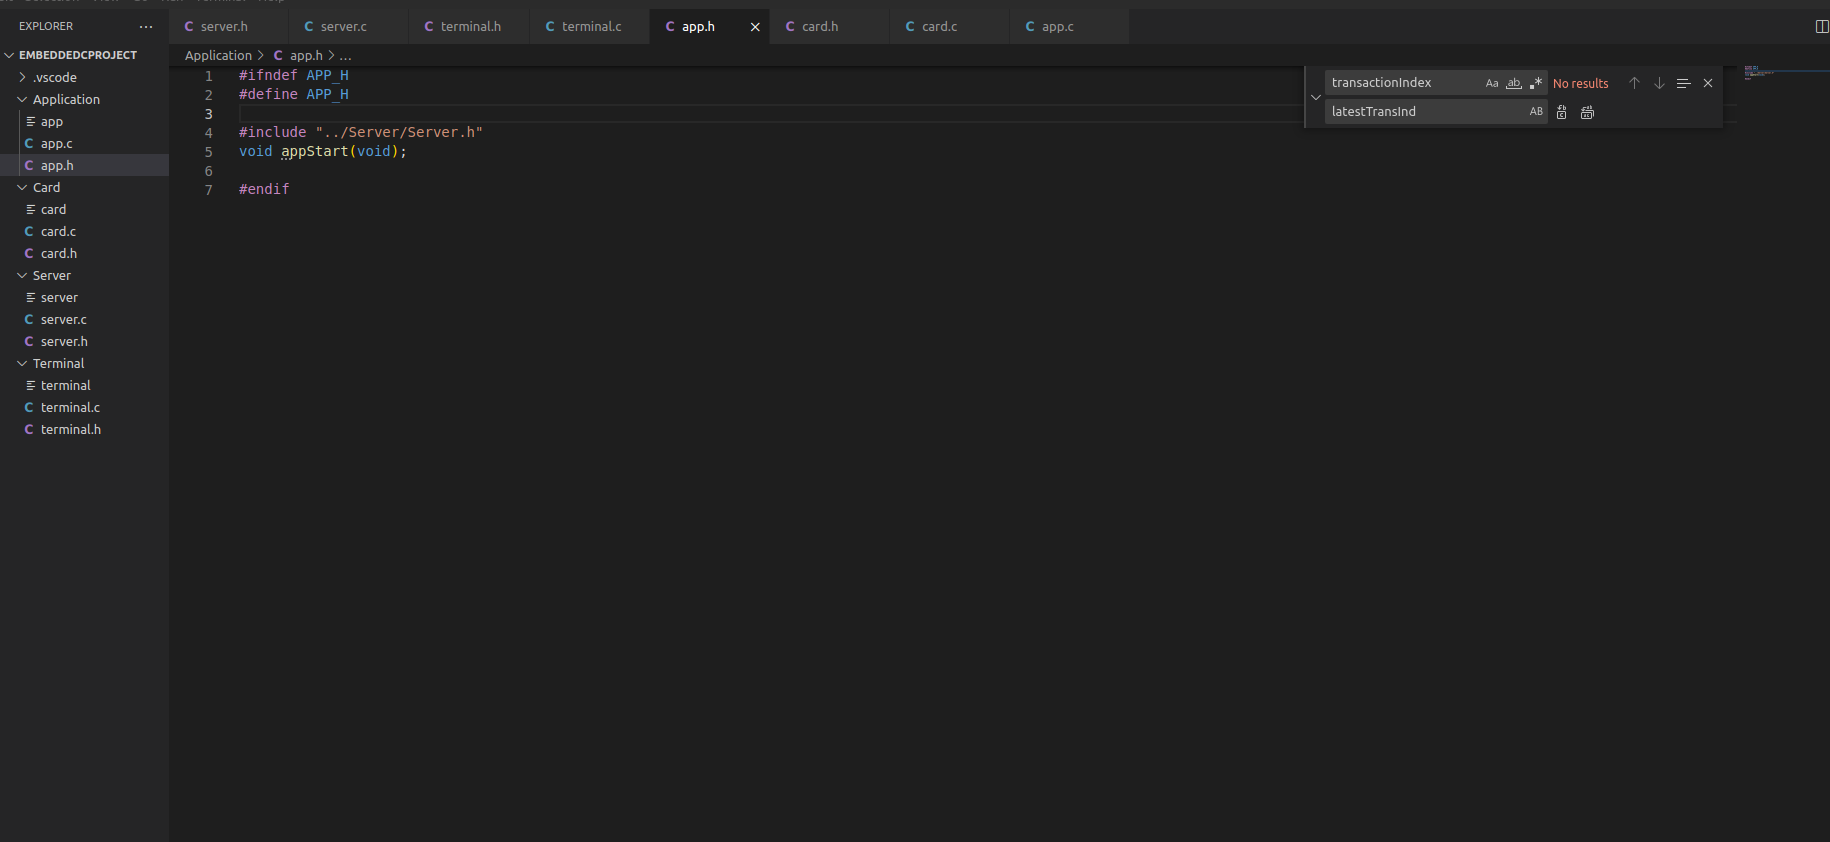 EXPLORER
EMBEDDEDCPROJECT
.vscode
Application
app
app.c
app.h
Card
card
card.c
card.h
Server
server
server.c
server.h
Terminal
terminal
terminal.c
terminal.h
server.h server.c terminal.h terminal.c app.h card.h card.c app.c
Application > app.h > ...
1 #ifndef APP_H
2 #define APP_H
3
4 #include "../Server/Server.h"
5 void appStart(void);
6
7 #endif
transactionIndex Aa ab .* No results
latestTransInd AB